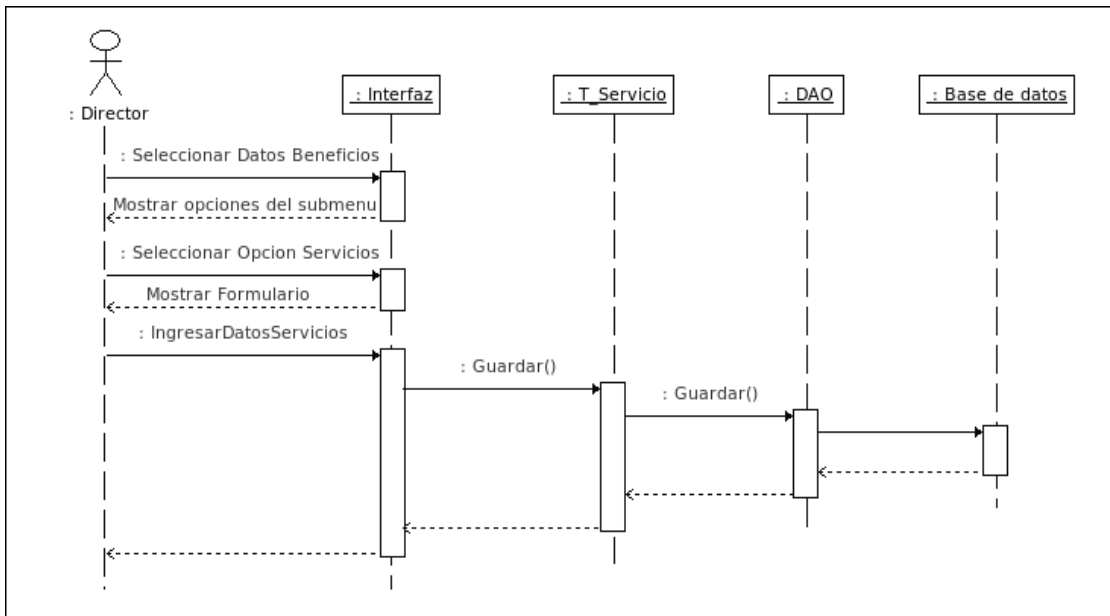 : Director
: Interfaz
: T_Servicio
: DAO
: Base de datos
: Seleccionar Datos Beneficios
Mostrar opciones del submenu
: Seleccionar Opcion Servicios
Mostrar Formulario
: IngresarDatosServicios
: Guardar()
: Guardar()